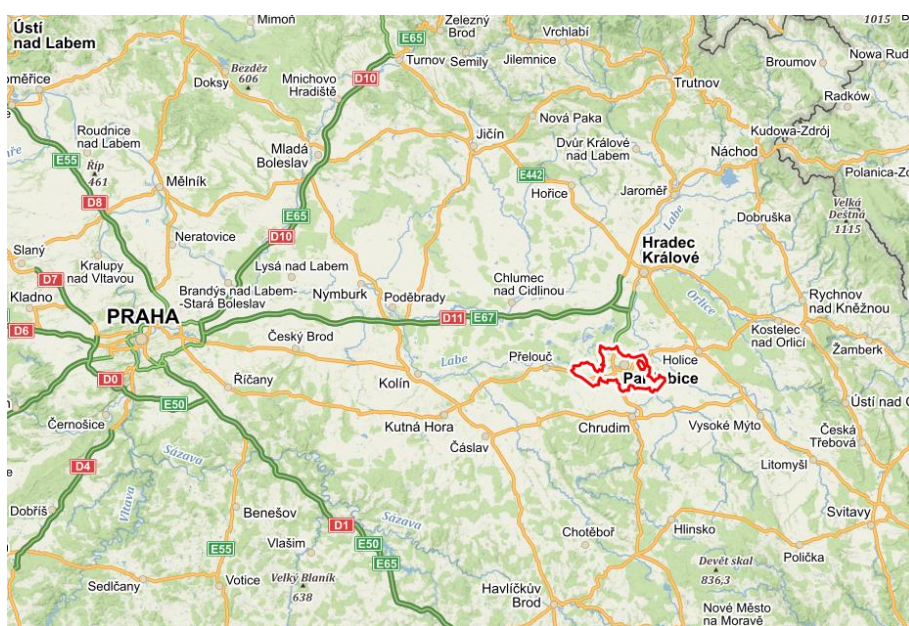 Ústí
nad Labem
Mimoň
E65
Železný
Brod
Vrchlabí
1015
Bezděz
606
Doksy
Mnichovo
Hradiště
D10
Turnov
Semily
Jilemnice
Trutnov
Broumov
Nowa Rud
Radków
oměřice
Roudnice
nad Labem
E55
Říp
461
Mělník
D8
Mladá
Boleslav
E65
D10
Jičín
Nová Paka
Dvůr Králové
nad Labem
E442
Hořice
Jaroměř
Náchod
Kudowa-Zdrój
Polanica-Zd
Velká
Deštná
1115
Dobruška
Labe
Slaný
Neratovice
D7
Kralupy
nad Vltavou
Kladno
Lysá nad Labem
Brandýs nad Labem-
-Stará Boleslav
Nymburk
Poděbrady
Chlumec
nad Cidlinou
Hradec
Králové
Orlice
Rychnov
nad Kněžnou
PRAHA
D6
D11
E67
Český Brod
Labe
Přelouč
Holice
Kostelec
nad Orlicí
Žamberk
D0
Říčany
Kolín
E50
Černošice
Kutná Hora
Čáslav
Chrudim
Vysoké Mýto
Ústí nad O
Česká
Třebová
D4
Sázava
Vltava
Litomyšl
Dobříš
Benešov
D1
Sázava
Svitavy
E55
Vlašim
E50
E65
Chotěboř
Hlinsko
Polička
Sedlčany
Votice
Velký Blaník
638
Havlíčkův
Brod
Devět skal
836,3
Nové Město
na Moravě